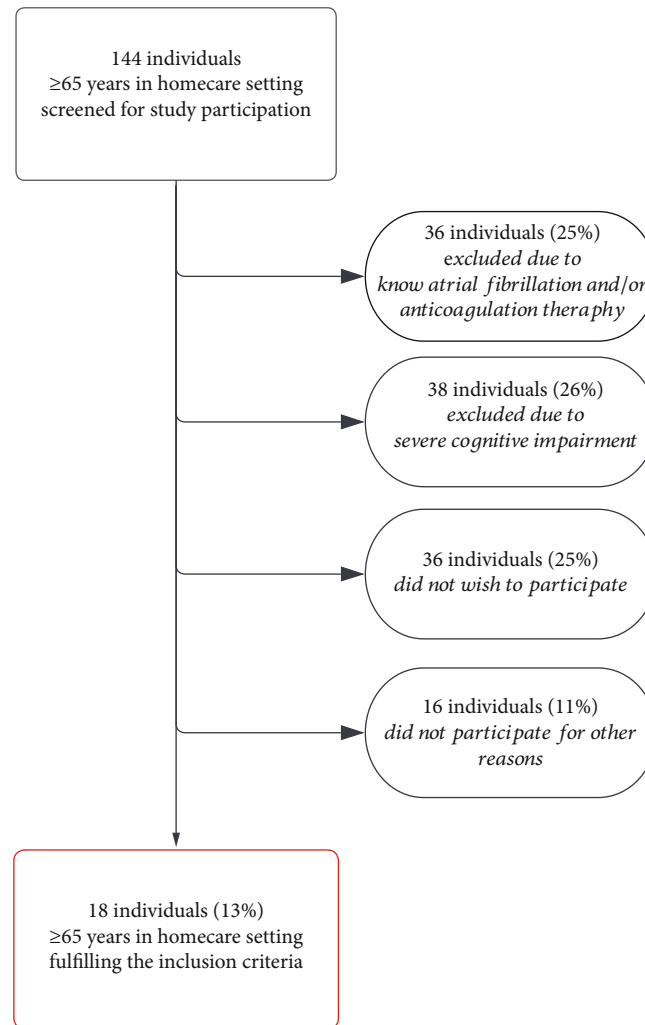 144 individuals
≥65 years in homecare setting
screened for study participation
36 individuals (25%)
excluded due to
know atrial fibrillation and/or
anticoagulation theraphy
38 individuals (26%)
excluded due to
severe cognitive impairment
36 individuals (25%)
did not wish to participate
16 individuals (11%)
did not participate for other
reasons
18 individuals (13%)
≥65 years in homecare setting
fulfilling the inclusion criteria